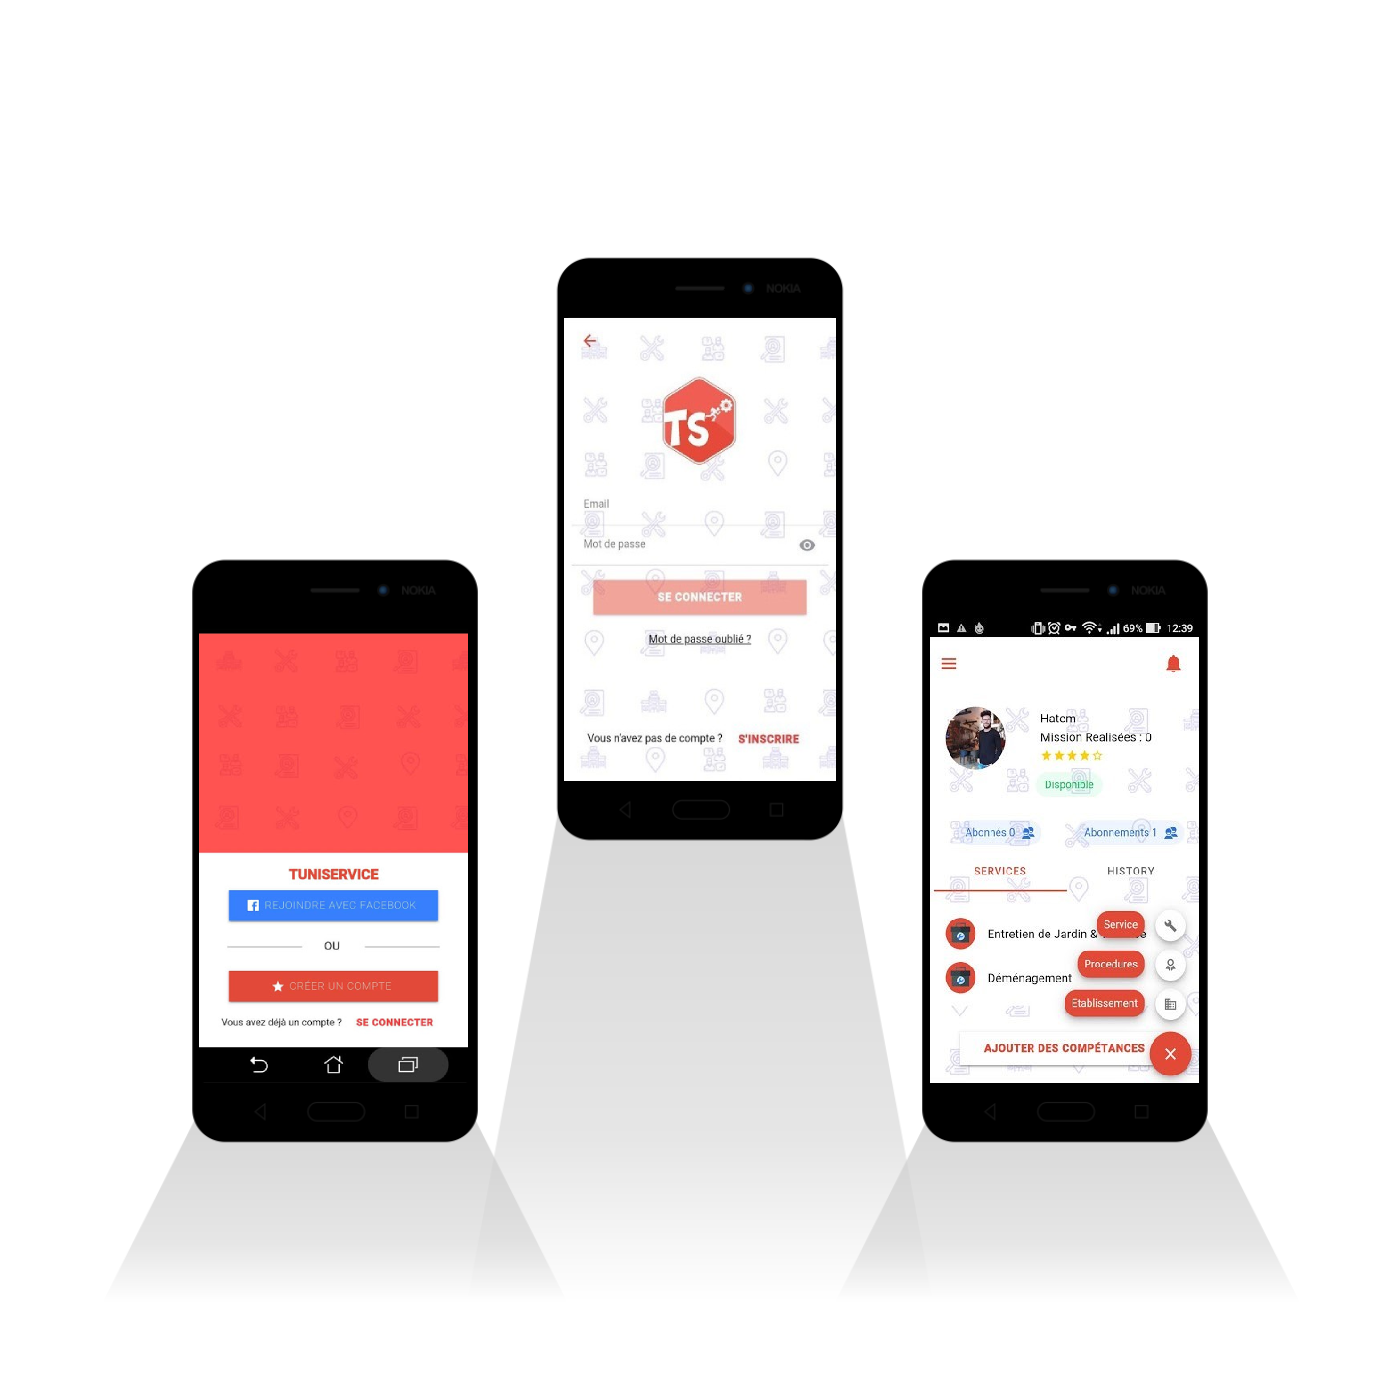 NOKIA
TS
Email
Mot de passe
SE CONNECTER
Mot de passe oublié ?
Vous n'avez pas de compte ? S'INSCRIRE
NOKIA
TUNISERVICE
REJOINDRE AVEC FACEBOOK
OU
CRÉER UN COMPTE
Vous avez déjà un compte ? SE CONNECTER
NOKIA
69% 12:39
Hatem
Mission Realisées : 0
Disponible
Abonnés 0 Abonnements 1
SERVICES HISTORY
Entretien de Jardin &
Service
Procedures
Déménagement
Etablissement
AJOUTER DES COMPÉTANCES